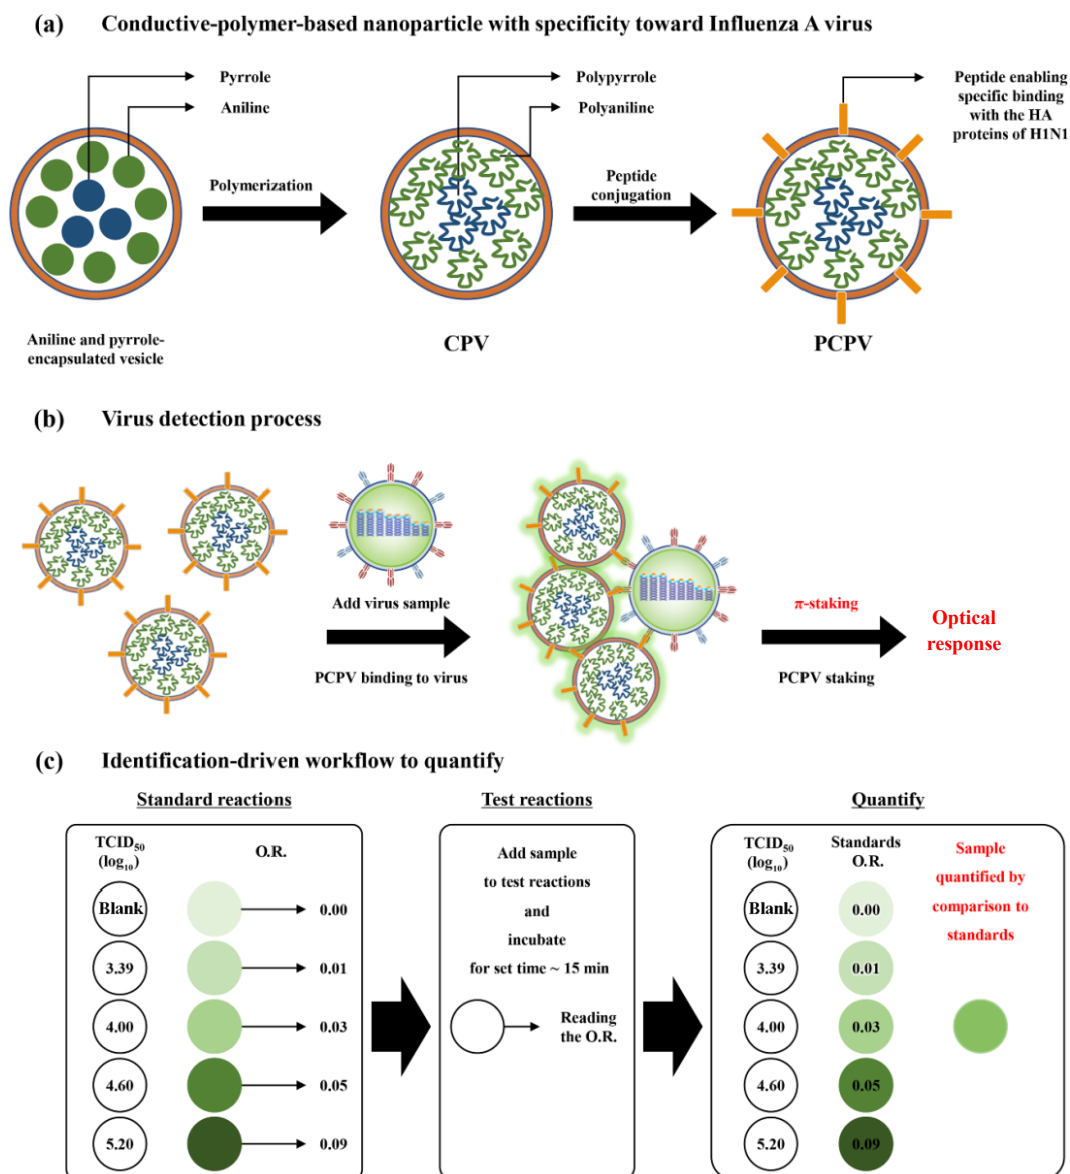 (a) Conductive-polymer-based nanoparticle with specificity toward Influenza A virus
Pyrrole
Aniline
Polymerization
Aniline and pyrrole-
encapsulated vesicle
Polypyrrole
Polyaniline
Peptide
conjugation
CPV
Peptide enabling
specific binding
with the HA
proteins of H1N1
PCPV
(b) Virus detection process
Add virus sample
PCPV binding to virus
π-staking
PCPV staking
Optical
response
(c) Identification-driven workflow to quantify
Standard reactions
TCID50
(log10)
O.R.
Blank
0.00
3.39
0.01
4.00
0.03
4.60
0.05
5.20
0.09
Test reactions
Add sample
to test reactions
and
incubate
for set time ~ 15 min
Reading
the O.R.
Quantify
TCID50
(log10)
Standards
O.R.
Blank
0.00
3.39
0.01
4.00
0.03
4.60
0.05
5.20
0.09
Sample
quantified by
comparison to
standards